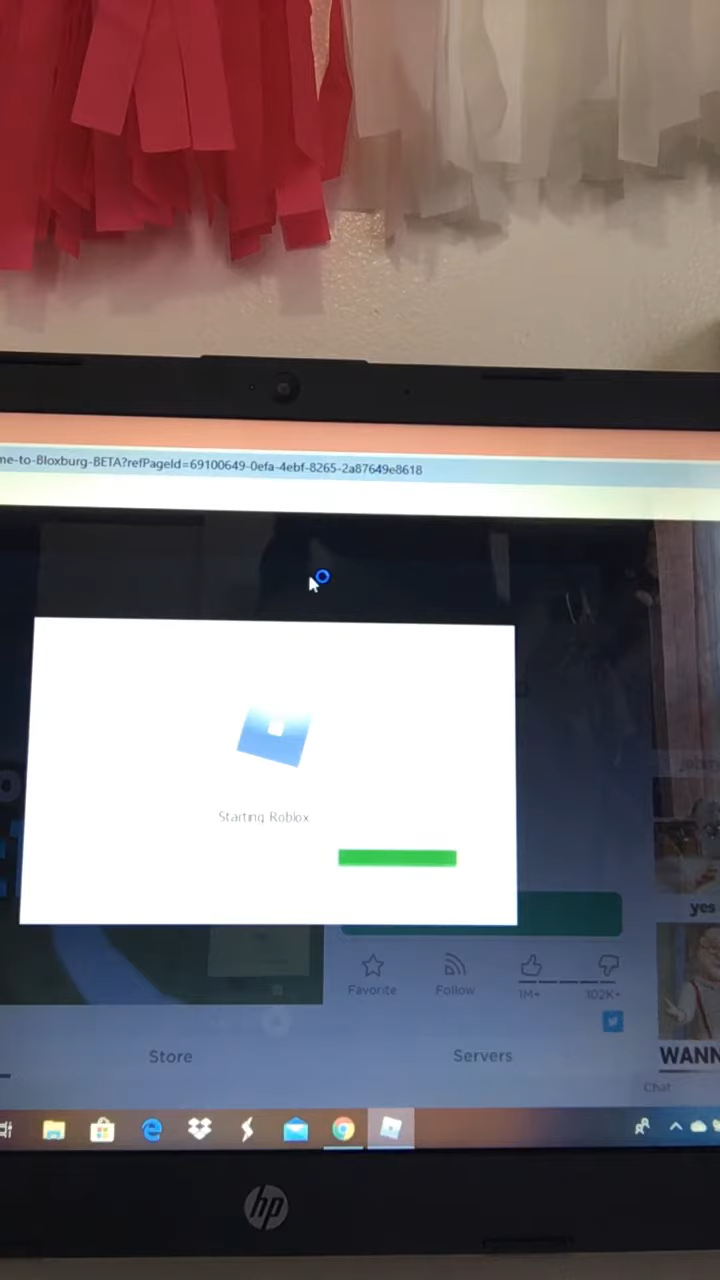 me-to-Bloxburg-BETA?refPageId=69100649-0efa-4ebf-8265-2a87649e8618
Starting Roblox
yes
Favorite
Follow
1M+
102K+
WANN
Store
Servers
Chat
hp